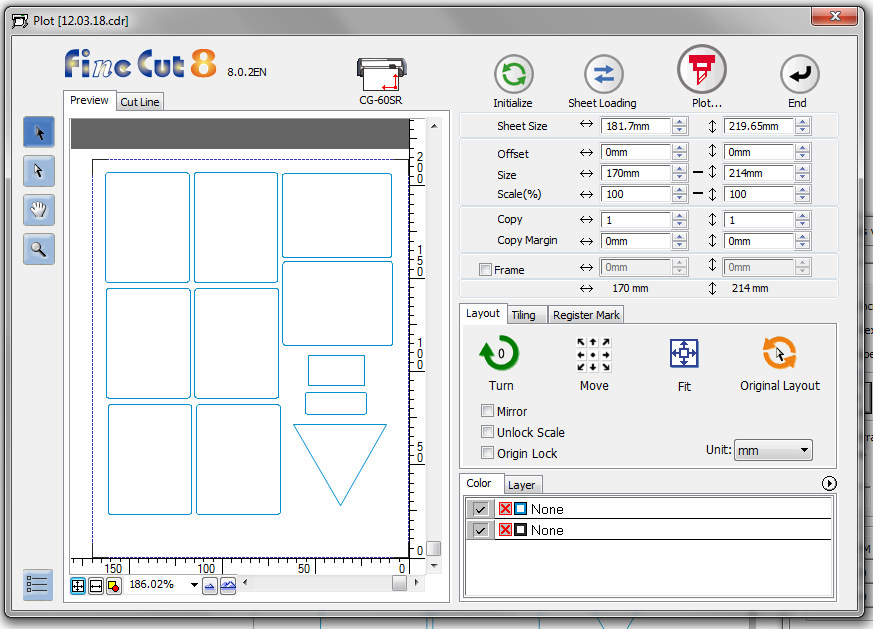 Plot [12.03.18.cdr]
Fine Cut 8 8.0.2EN
CG-60SR
Initialize
Sheet Loading
Plot...
End
Preview
Cut Line
Sheet Size 181.7mm 219.65mm
Offset 0mm 0mm
Size 170mm 214mm
Scale(%) 100 100
Copy 1 1
Copy Margin 0mm 0mm
Frame 0mm 0mm
170 mm 214 mm
200
150
100
50
0
150 100 50 0
186.02%
Layout
Tiling
Register Mark
0
Turn
Move
Fit
Original Layout
Mirror
Unlock Scale
Origin Lock
Unit: mm
Color
Layer
None
None